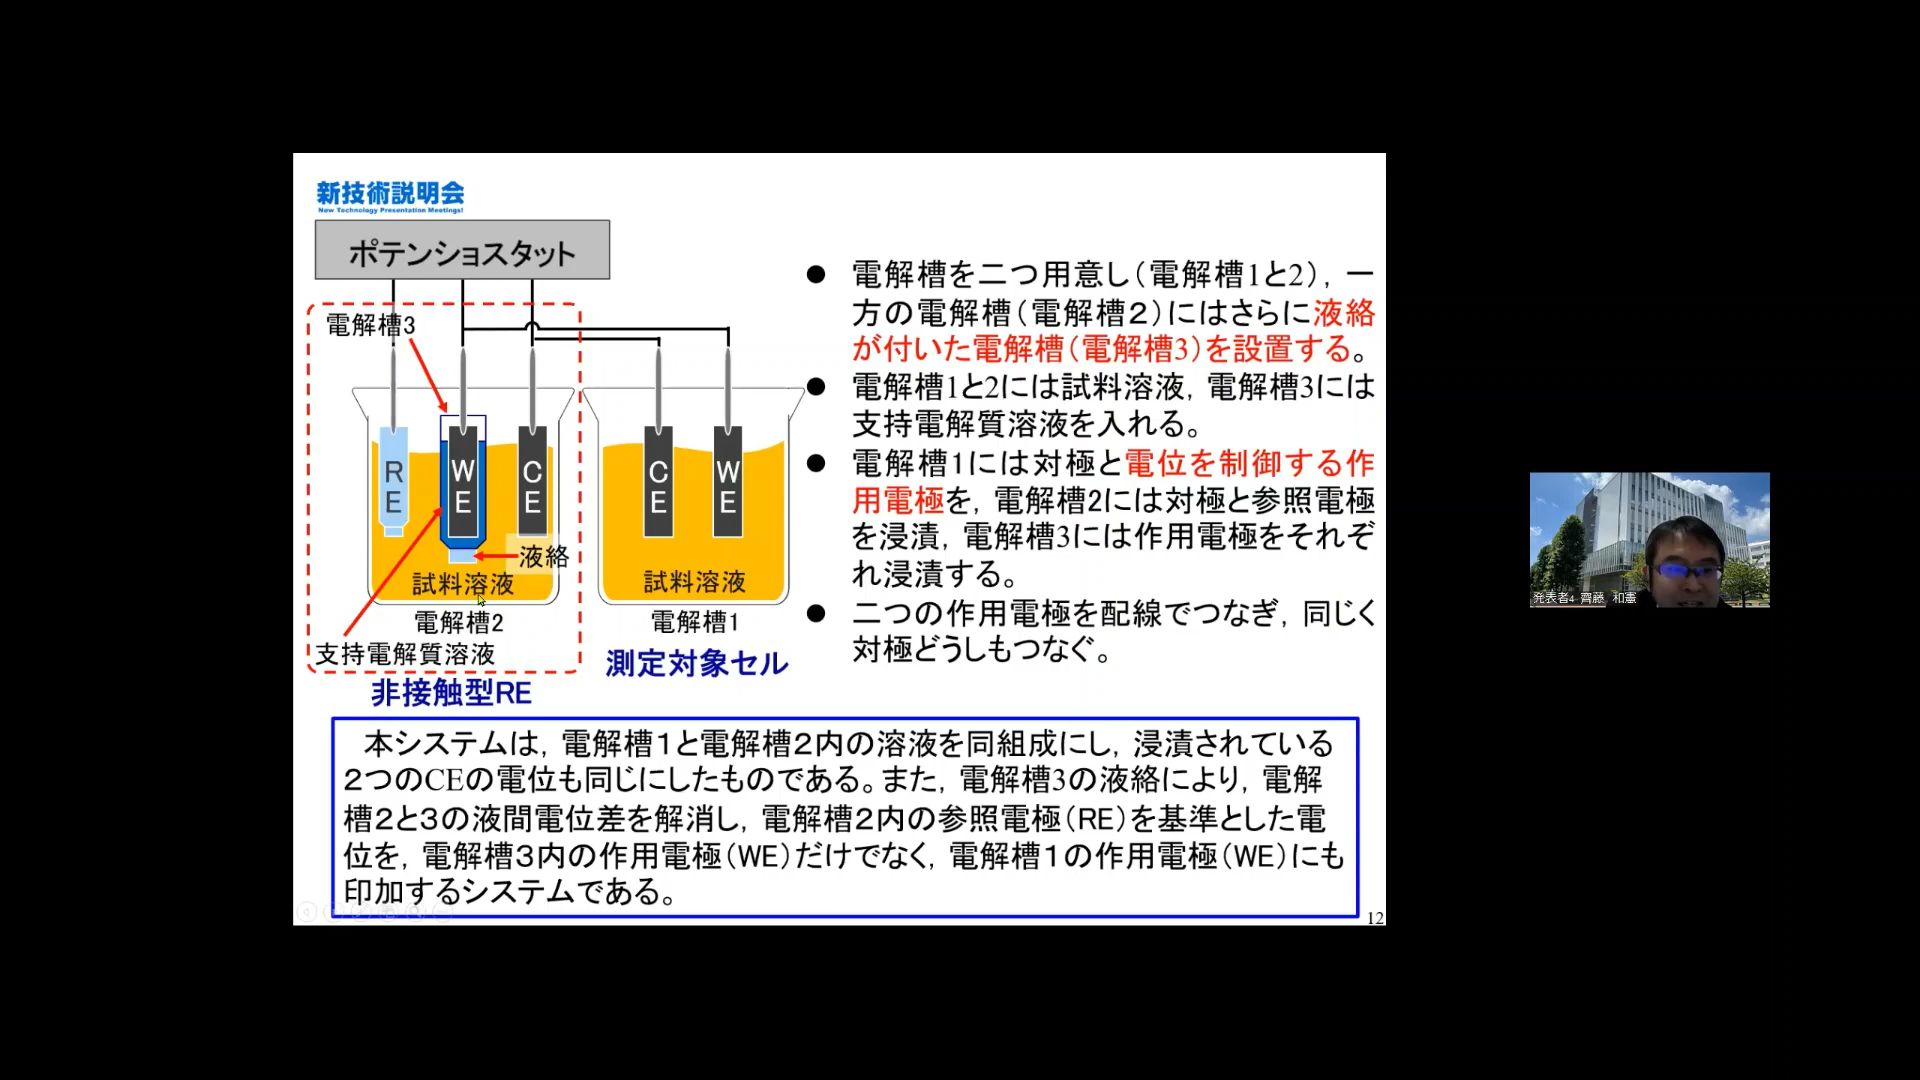 新技術説明会
New Technology Presentation Meetings!
ポテンショスタット
電解槽3
R
E
W
E
C
E
C
E
W
E
液絡
試料溶液
試料溶液
電解槽2
電解槽1
支持電解質溶液
測定対象セル
非接触型RE
● 電解槽を二つ用意し（電解槽1と2），一
方の電解槽（電解槽２）にはさらに液絡
が付いた電解槽（電解槽3）を設置する。
● 電解槽1と2には試料溶液，電解槽3には
支持電解質溶液を入れる。
● 電解槽1には対極と電位を制御する作
用電極を，電解槽2には対極と参照電極
を浸漬，電解槽3には作用電極をそれぞ
れ浸漬する。
● 二つの作用電極を配線でつなぎ，同じく
対極どうしもつなぐ。
本システムは，電解槽１と電解槽２内の溶液を同組成にし，浸漬されている
２つのCEの電位も同じにしたものである。また，電解槽3の液絡により，電解
槽２と３の液間電位差を解消し，電解槽２内の参照電極（RE）を基準とした電
位を，電解槽３内の作用電極（WE）だけでなく，電解槽１の作用電極（WE）にも
印加するシステムである。
12
発表者4 齊藤 和憲